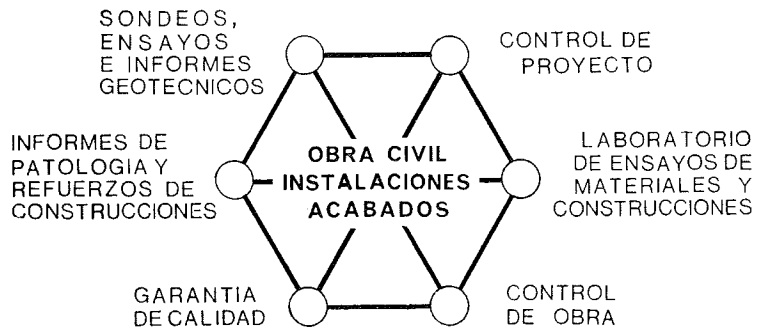 SONDEOS,
ENSAYOS
E INFORMES
GEOTECNICOS
CONTROL DE
PROYECTO
INFORMES DE
PATOLOGIA Y
REFUERZOS DE
CONSTRUCCIONES
OBRA CIVIL
INSTALACIONES
ACABADOS
LABORATORIO
DE ENSAYOS DE
MATERIALES Y
CONSTRUCCIONES
GARANTIA
DE CALIDAD
CONTROL
DE OBRA